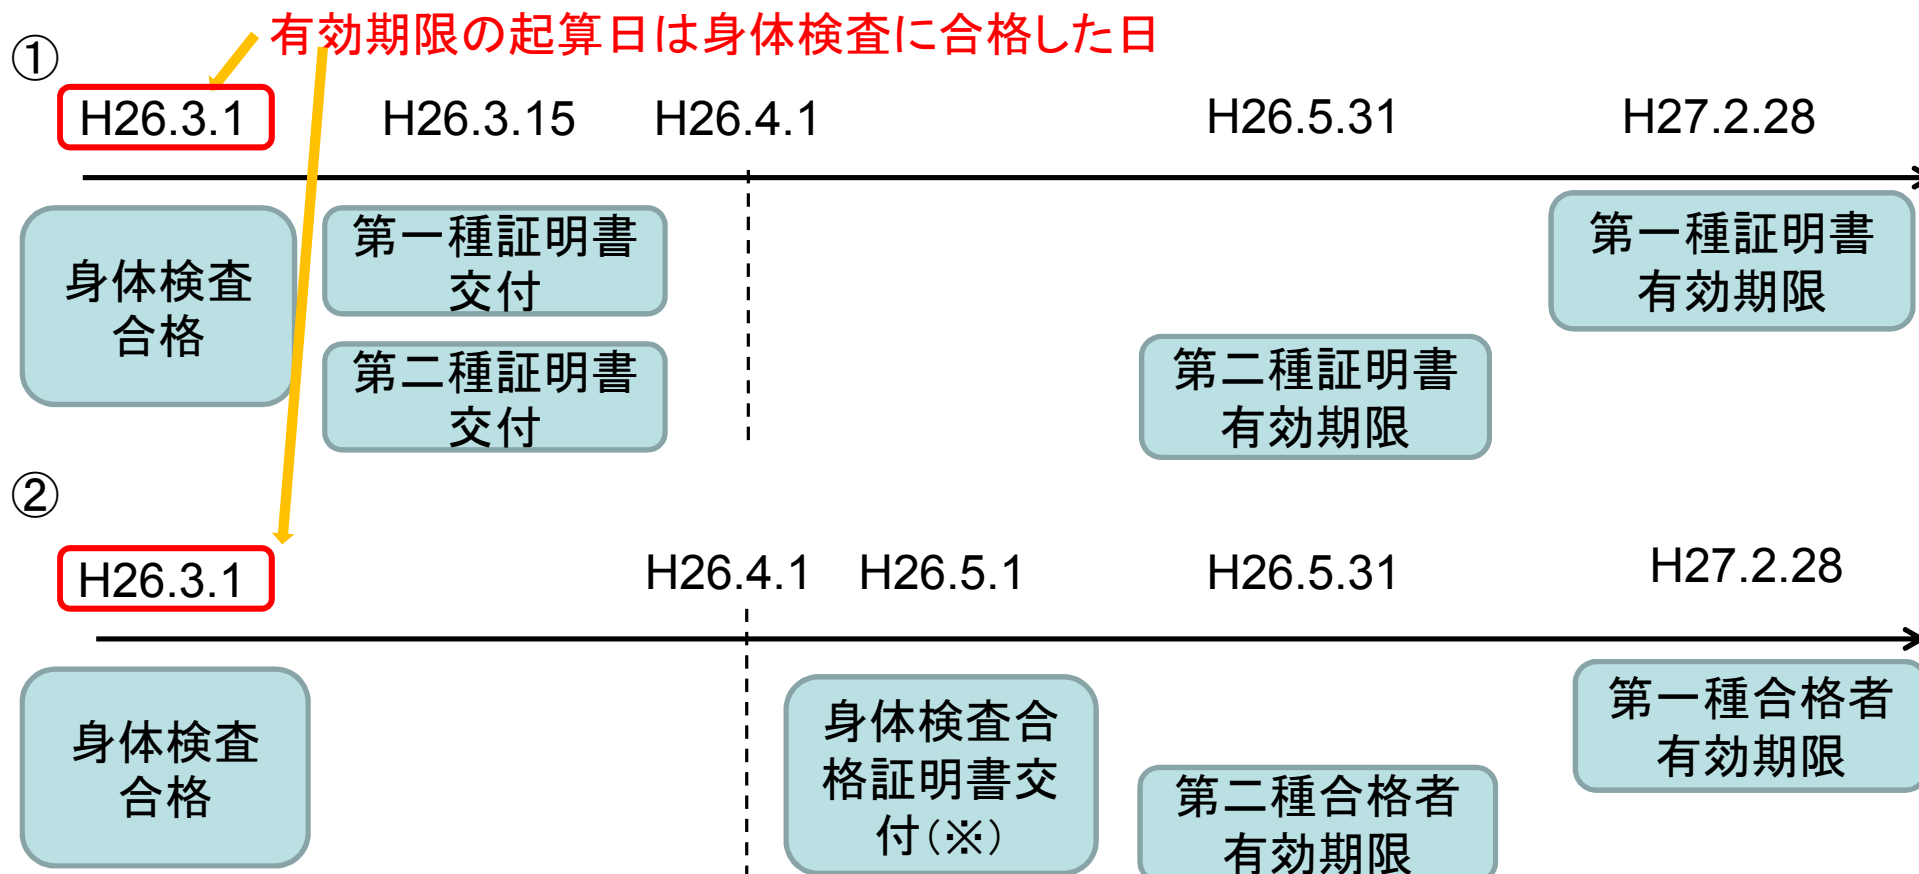 有効期限の起算日は身体検査に合格した日
①
H26.3.1 H26.3.15 H26.4.1 H26.5.31 H27.2.28
身体検査
合格
第一種証明書
交付
第二種証明書
交付
第二種証明書
有効期限
第一種証明書
有効期限
②
H26.3.1 H26.4.1 H26.5.1 H26.5.31 H27.2.28
身体検査
合格
身体検査合
格証明書交
付(※)
第二種合格者
有効期限
第一種合格者
有効期限